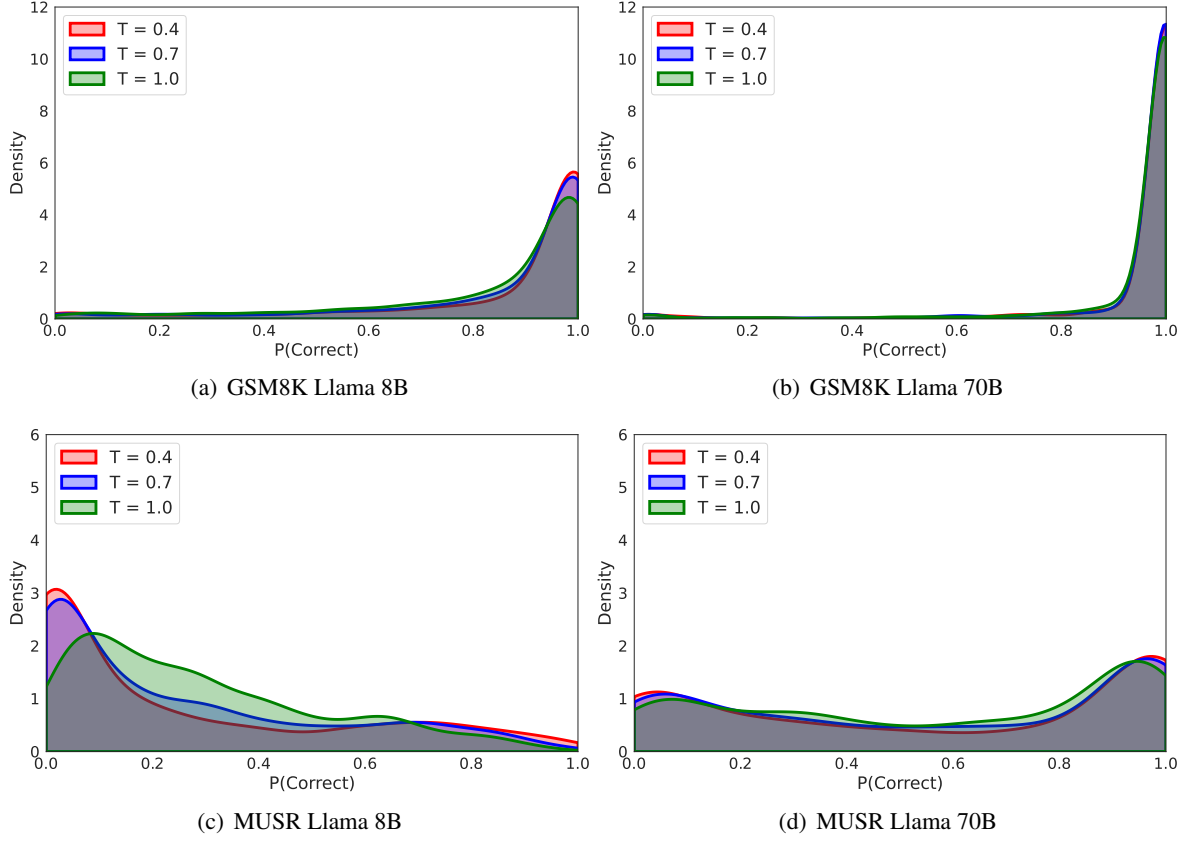 12
10
8
6
4
2
0
Density
T = 0.4
T = 0.7
T = 1.0
0.0 0.2 0.4 0.6 0.8 1.0
P(Correct)
(a) GSM8K Llama 8B
12
10
8
6
4
2
0
Density
T = 0.4
T = 0.7
T = 1.0
0.0 0.2 0.4 0.6 0.8 1.0
P(Correct)
(b) GSM8K Llama 70B
6
5
4
3
2
1
0
Density
T = 0.4
T = 0.7
T = 1.0
0.0 0.2 0.4 0.6 0.8 1.0
P(Correct)
(c) MUSR Llama 8B
6
5
4
3
2
1
0
Density
T = 0.4
T = 0.7
T = 1.0
0.0 0.2 0.4 0.6 0.8 1.0
P(Correct)
(d) MUSR Llama 70B